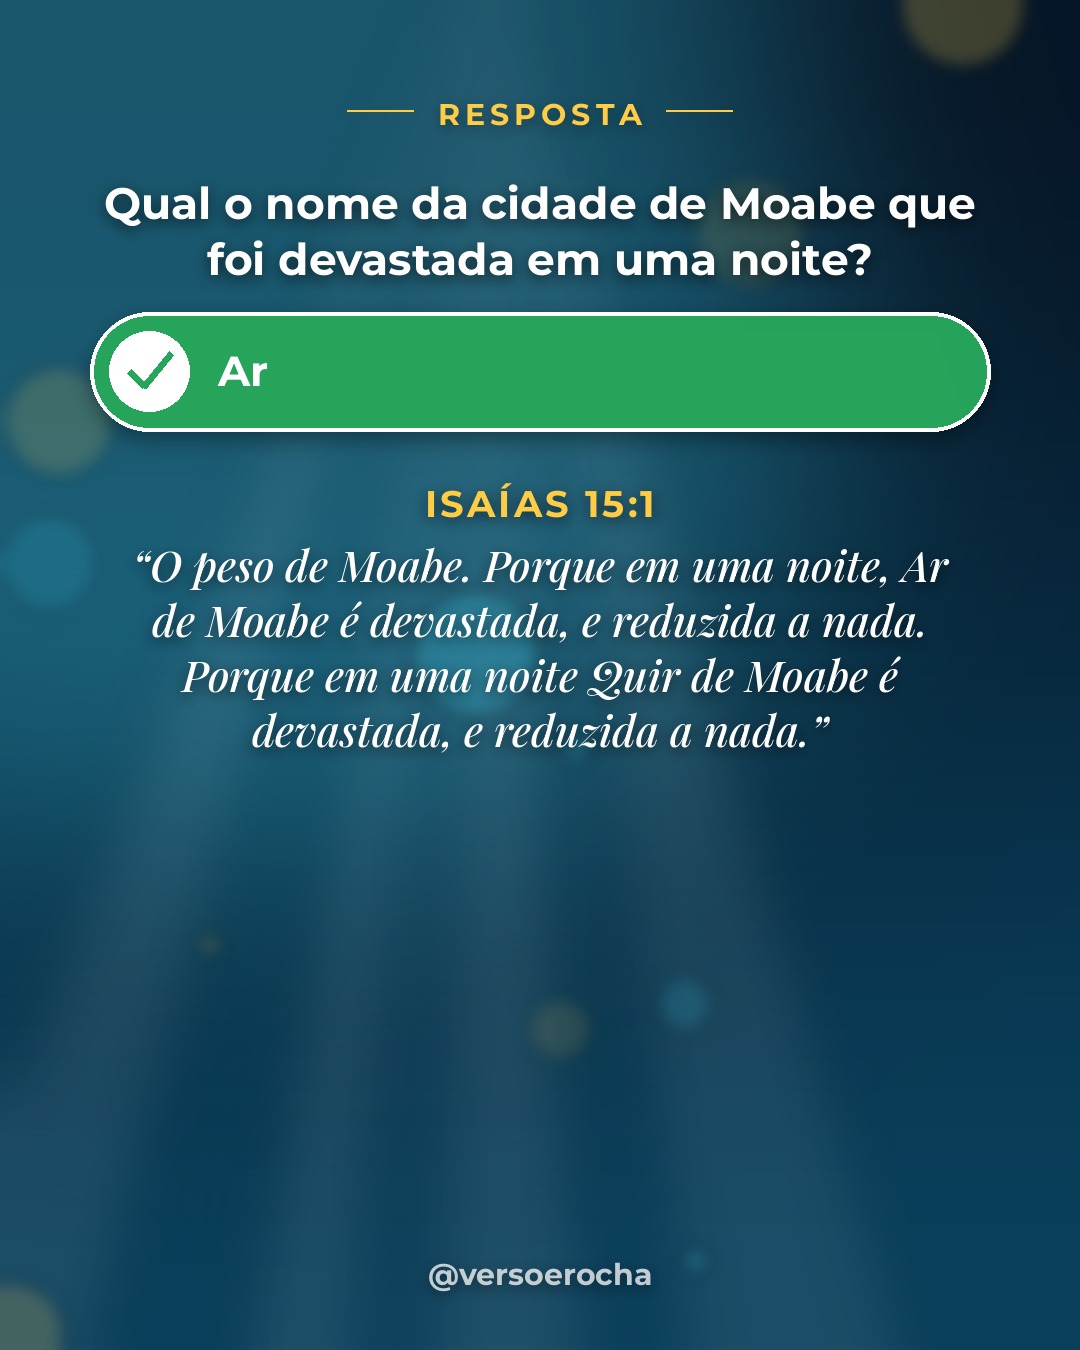 RESPOSTA
Qual o nome da cidade de Moabe que
foi devastada em uma noite?
Ar
ISAÍAS 15:1
“O peso de Moabe. Porque em uma noite, Ar
de Moabe é devastada, e reduzida a nada.
Porque em uma noite Quir de Moabe é
devastada, e reduzida a nada.”
@versoerocha